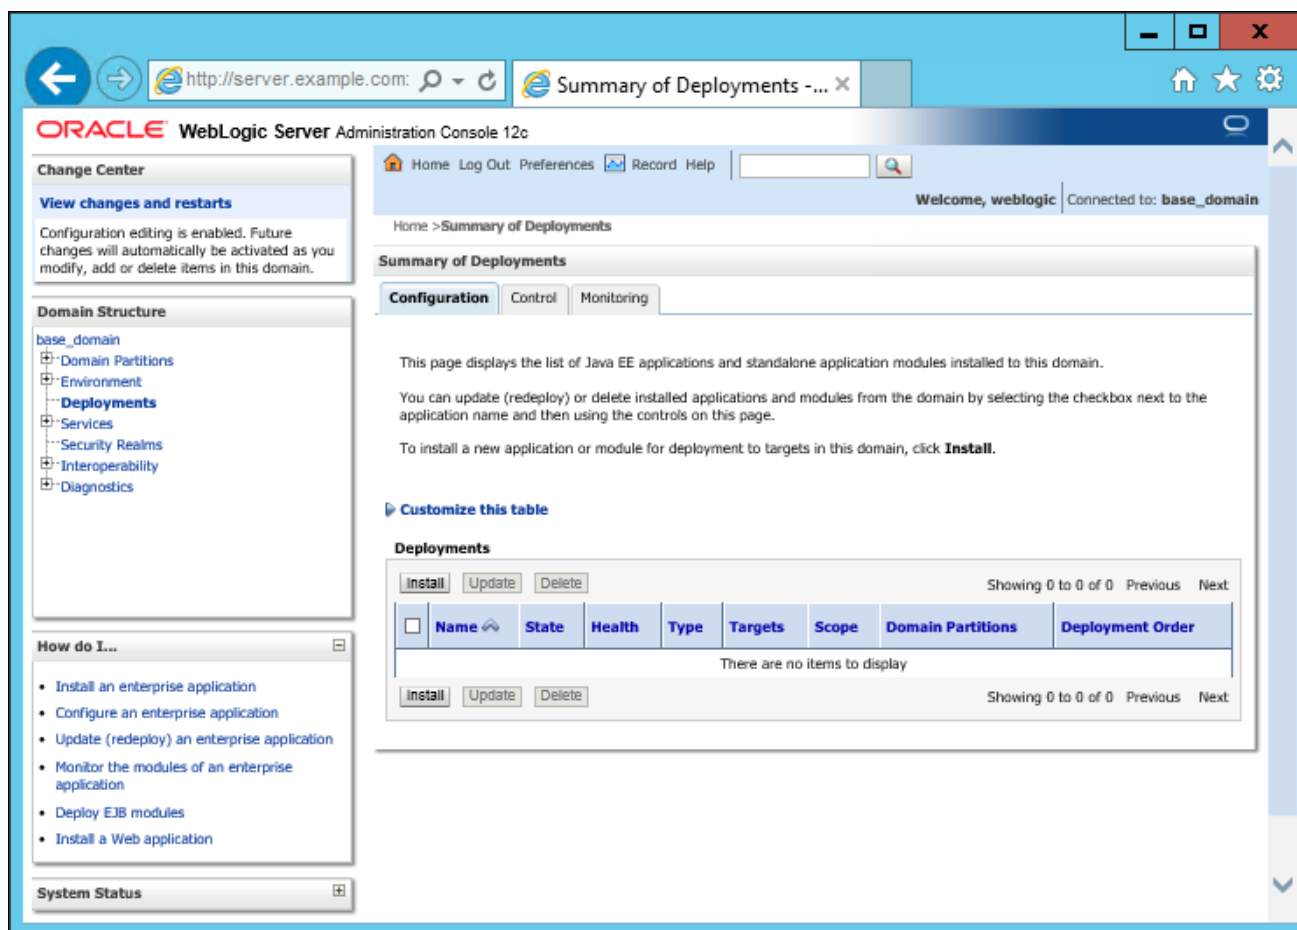 http://server.example.com:
Summary of Deployments -...
ORACLE WebLogic Server Administration Console 12c
Change Center
View changes and restarts
Configuration editing is enabled. Future
changes will automatically be activated as you
modify, add or delete items in this domain.
Domain Structure
base_domain
Domain Partitions
Environment
Deployments
Services
Security Realms
Interoperability
Diagnostics
How do I...
Install an enterprise application
Configure an enterprise application
Update (redeploy) an enterprise application
Monitor the modules of an enterprise
application
Deploy EJB modules
Install a Web application
System Status
Home Log Out Preferences Record Help
Welcome, weblogic Connected to: base_domain
Home >Summary of Deployments
Summary of Deployments
Configuration Control Monitoring
This page displays the list of Java EE applications and standalone application modules installed to this domain.
You can update (redeploy) or delete installed applications and modules from the domain by selecting the checkbox next to the
application name and then using the controls on this page.
To install a new application or module for deployment to targets in this domain, click Install.
Customize this table
Deployments
Install Update Delete Showing 0 to 0 of 0 Previous Next
Name State Health Type Targets Scope Domain Partitions Deployment Order
There are no items to display
Install Update Delete Showing 0 to 0 of 0 Previous Next